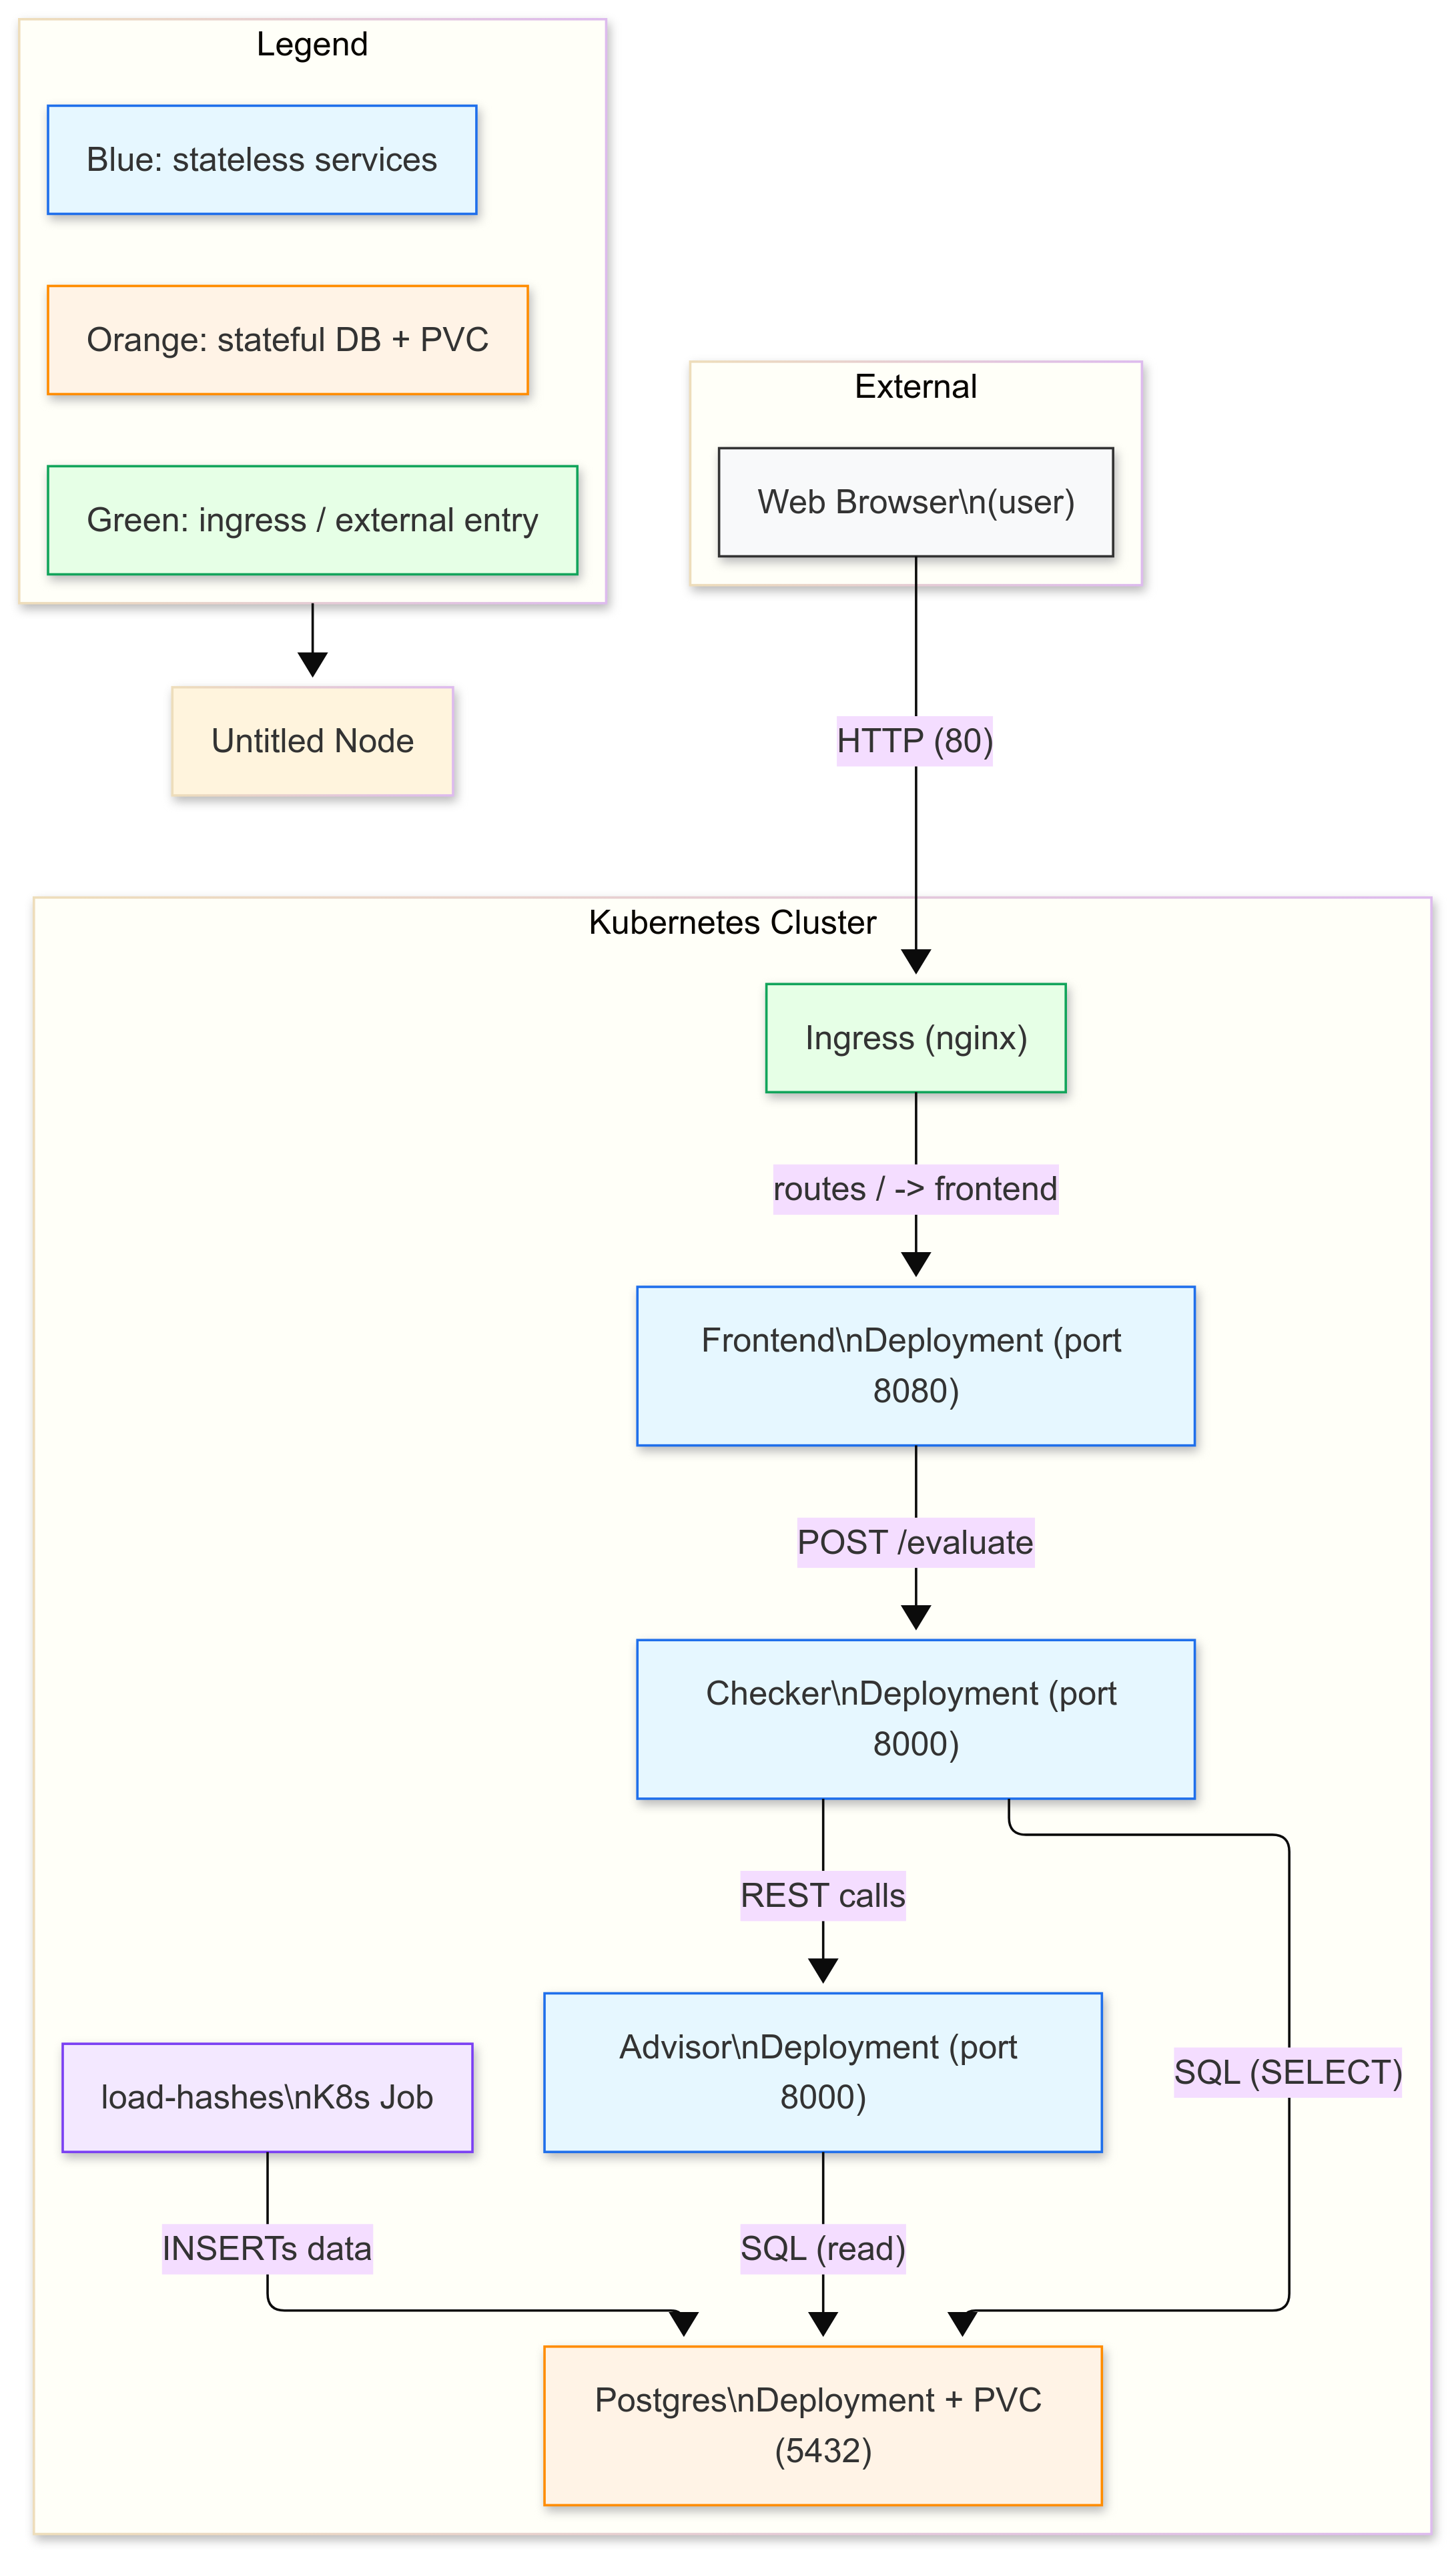 Legend
Blue: stateless services
Orange: stateful DB + PVC
Green: ingress / external entry
Untitled Node
External
Web Browser\n(user)
HTTP (80)
Kubernetes Cluster
Ingress (nginx)
routes / -> frontend
Frontend\nDeployment (port
8080)
POST /evaluate
Checker\nDeployment (port
8000)
REST calls
SQL (SELECT)
Advisor\nDeployment (port
8000)
load-hashes\nK8s Job
INSERTs data
SQL (read)
Postgres\nDeployment + PVC
(5432)